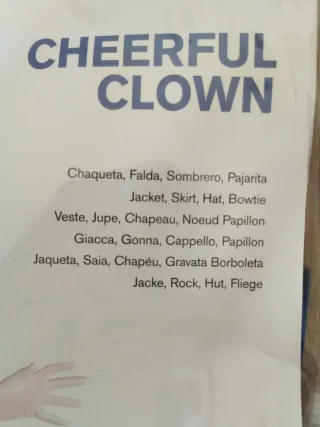 CHEERFUL
CLOWN
Chaqueta, Falda, Sombrero, Pajarita
Jacket, Skirt, Hat, Bowtie
Veste, Jupe, Chapeau, Noeud Papillon
Giacca, Gonna, Cappello, Papillon
Jaqueta, Saia, Chapéu, Gravata Borboleta
Jacke, Rock, Hut, Fliege